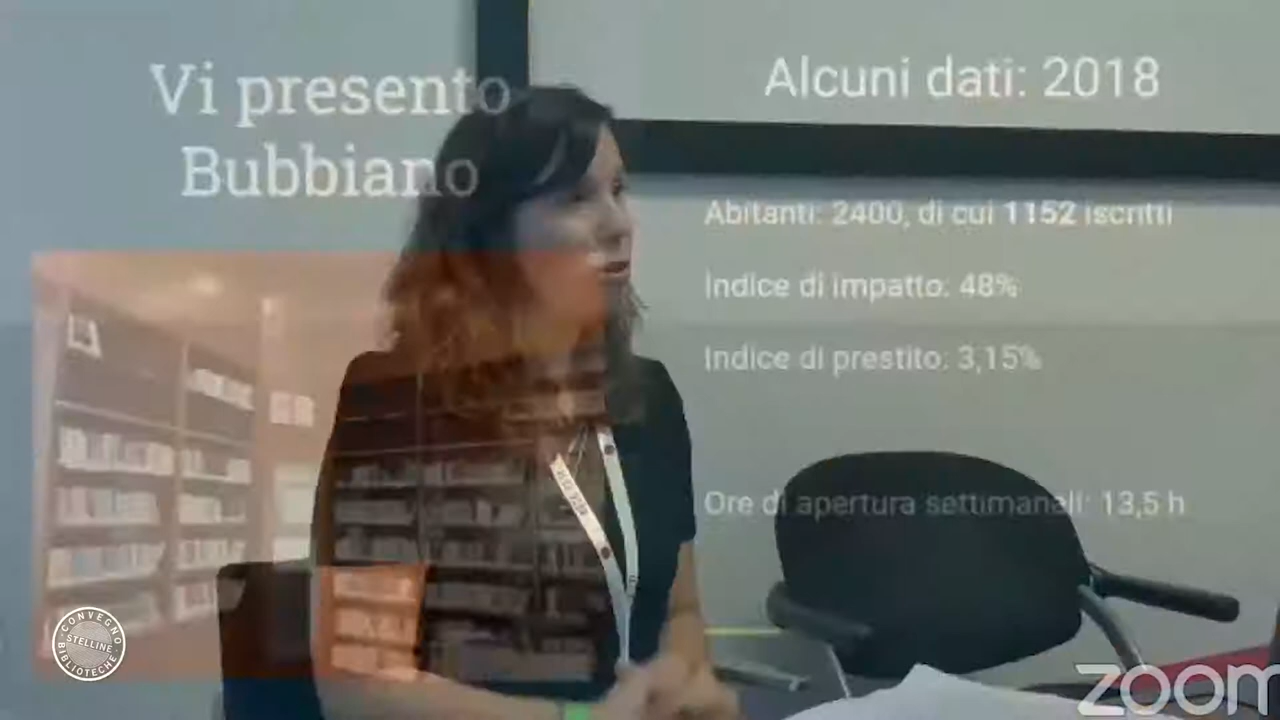 Vi presento
Bubbiano
Alcuni dati: 2018
Abitanti: 2400, di cui 1152 iscritti
Indice di impatto: 48%
Indice di prestito: 3,15%
Ore di apertura settimanali: 13,5 h
CONVEGNO
STELLINE
BIBLIOTECHE
zoom